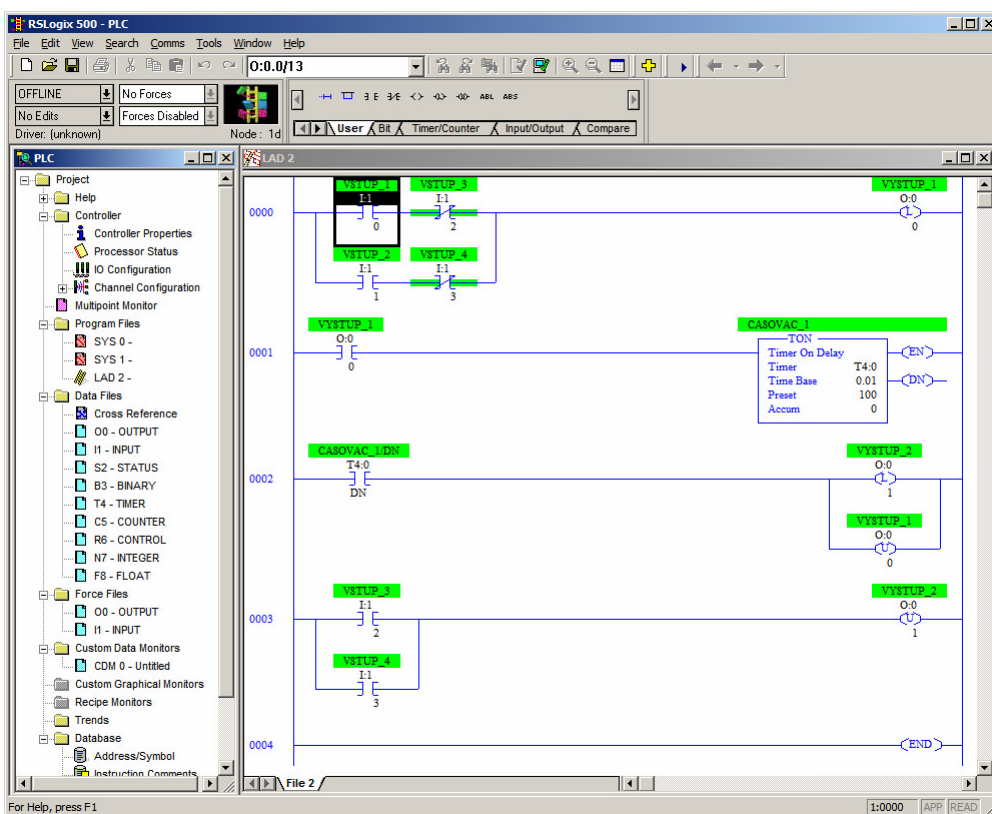 RSLogix 500 - PLC
File Edit View Search Comms Tools Window Help
O:0.0/13
OFFLINE No Forces
No Edits Forces Disabled
Driver: (unknown) Node : 1d
ABL ABS
User Bit Timer/Counter Input/Output Compare
PLC
Project
Help
Controller
Controller Properties
Processor Status
IO Configuration
Channel Configuration
Multipoint Monitor
Program Files
SYS 0 -
SYS 1 -
LAD 2 -
Data Files
Cross Reference
O0 - OUTPUT
I1 - INPUT
S2 - STATUS
B3 - BINARY
T4 - TIMER
C5 - COUNTER
R6 - CONTROL
N7 - INTEGER
F8 - FLOAT
Force Files
O0 - OUTPUT
I1 - INPUT
Custom Data Monitors
CDM 0 - Untitled
Custom Graphical Monitors
Recipe Monitors
Trends
Database
Address/Symbol
Instruction Comments
LAD 2
VSTUP_1 VSTUP_3 VYSTUP_1
I:1 I:1 O:0
0000 L
0 2 0
VSTUP_2 VSTUP_4
I:1 I:1
1 3
VYSTUP_1 CASOVAC_1
O:0 TON
0001 Timer On Delay EN
0 Timer T4:0
Time Base 0.01 DN
Preset 100
Accum 0
CASOVAC_1/DN VYSTUP_2
T4:0 O:0
0002 L
DN 1
VYSTUP_1
O:0
U
0
VSTUP_3 VYSTUP_2
I:1 O:0
0003 U
2 1
VSTUP_4
I:1
3
0004 END
File 2
For Help, press F1 1:0000 APP READ